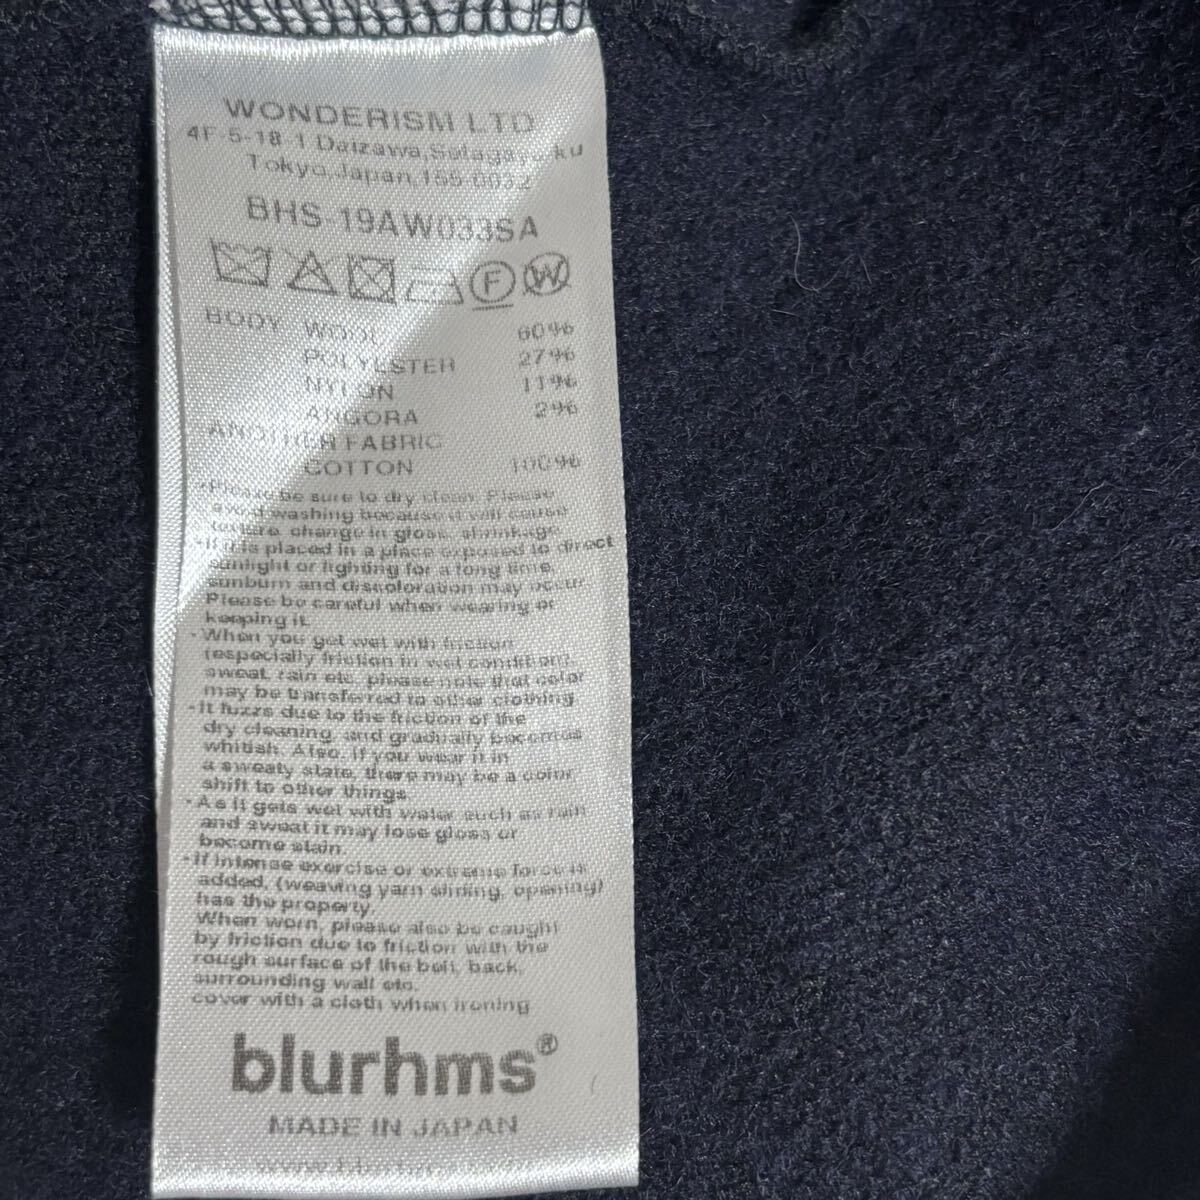 WONDERISM LTD
4F-5-18 1 Daizawa,Setagaya-ku
Tokyo,Japan,155-0032
BHS-19AW033SA
F W
BODY WOOL 60%
POLYESTER 27%
NYLON 11%
ANGORA 2%
ANOTHER FABRIC
COTTON 100%
·Please be sure to dry clean. Please
avoid washing because it will cause
texture change in gloss, shrinkage
·If it is placed in a place exposed to direct
sunlight or lighting for a long time,
sunburn and discoloration may occur
Please be careful when wearing or
keeping it.
·When you get wet with friction
(especially friction in wet condition),
sweat, rain etc, please note that color
may be transferred to other clothing
·It fuzzs due to the friction of the
dry cleaning, and gradually becomes
whitish. Also, if you wear it in
a sweaty state, there may be a color
shift to other things.
·As it gets wet with water such as rain
and sweat it may lose gloss or
become stain.
·If intense exercise or extreme force is
added, (weaving yarn sliding, opening)
has the property.
When worn, please also be caught
by friction due to friction with the
rough surface of the belt, back,
surrounding wall etc.
cover with a cloth when ironing
blurhms®
MADE IN JAPAN